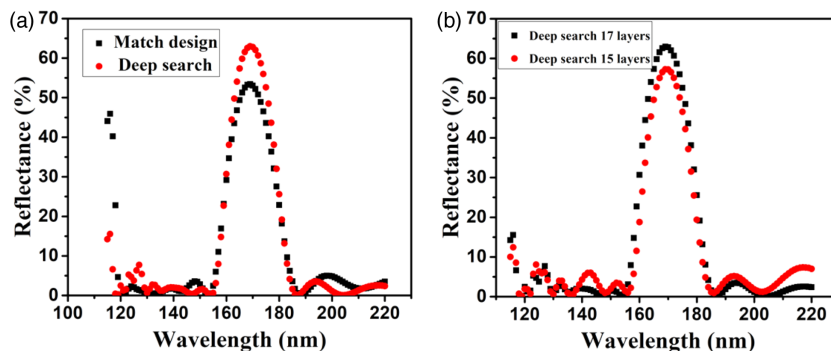 (a)
70
60
50
40
30
20
10
0
Reflectance (%)
Match design
Deep search
100 120 140 160 180 200 220
Wavelength (nm)
(b)
70
60
50
40
30
20
10
0
Reflectance (%)
Deep search 17 layers
Deep search 15 layers
120 140 160 180 200 220
Wavelength (nm)